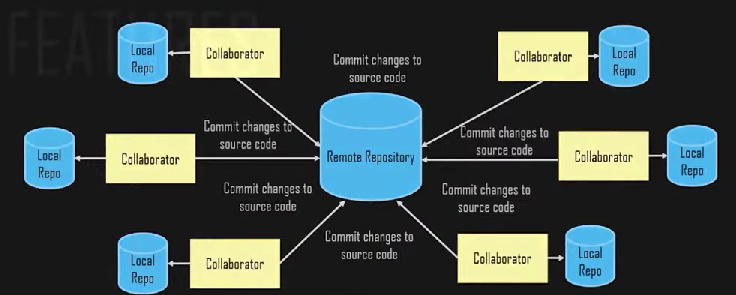 FEATURES
Local
Repo
Collaborator
Commit changes to
source code
Collaborator
Local
Repo
Local
Repo
Collaborator
Commit changes to
source code
Remote Repository
Commit changes to
source code
Collaborator
Local
Repo
Commit changes to
source code
Commit changes to
source code
Local
Repo
Collaborator
Commit changes to
source code
Collaborator
Local
Repo